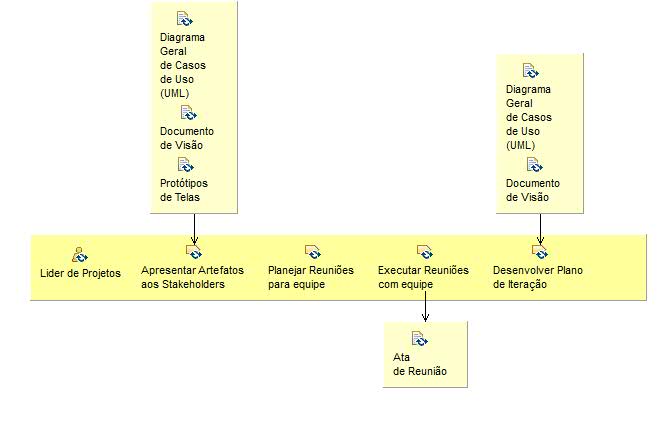 Diagrama
Geral
de Casos
de Uso
(UML)
Documento
de Visão
Protótipos
de Telas
Diagrama
Geral
de Casos
de Uso
(UML)
Documento
de Visão
Lider de Projetos
Apresentar Artefatos
aos Stakeholders
Planejar Reuniões
para equipe
Executar Reuniões
com equipe
Desenvolver Plano
de Iteração
Ata
de Reunião